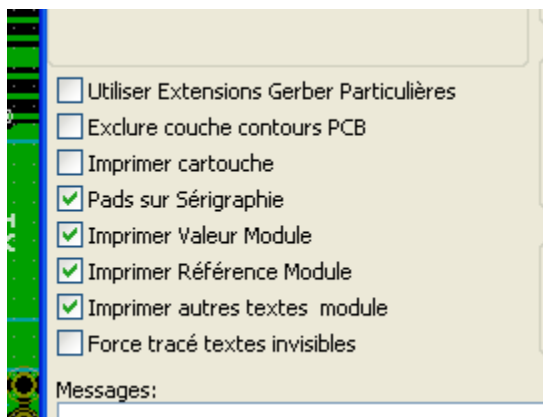 Utiliser Extensions Gerber Particulières
Exclure couche contours PCB
Imprimer cartouche
Pads sur Sérigraphie
Imprimer Valeur Module
Imprimer Référence Module
Imprimer autres textes  module
Force tracé textes invisibles
Messages: